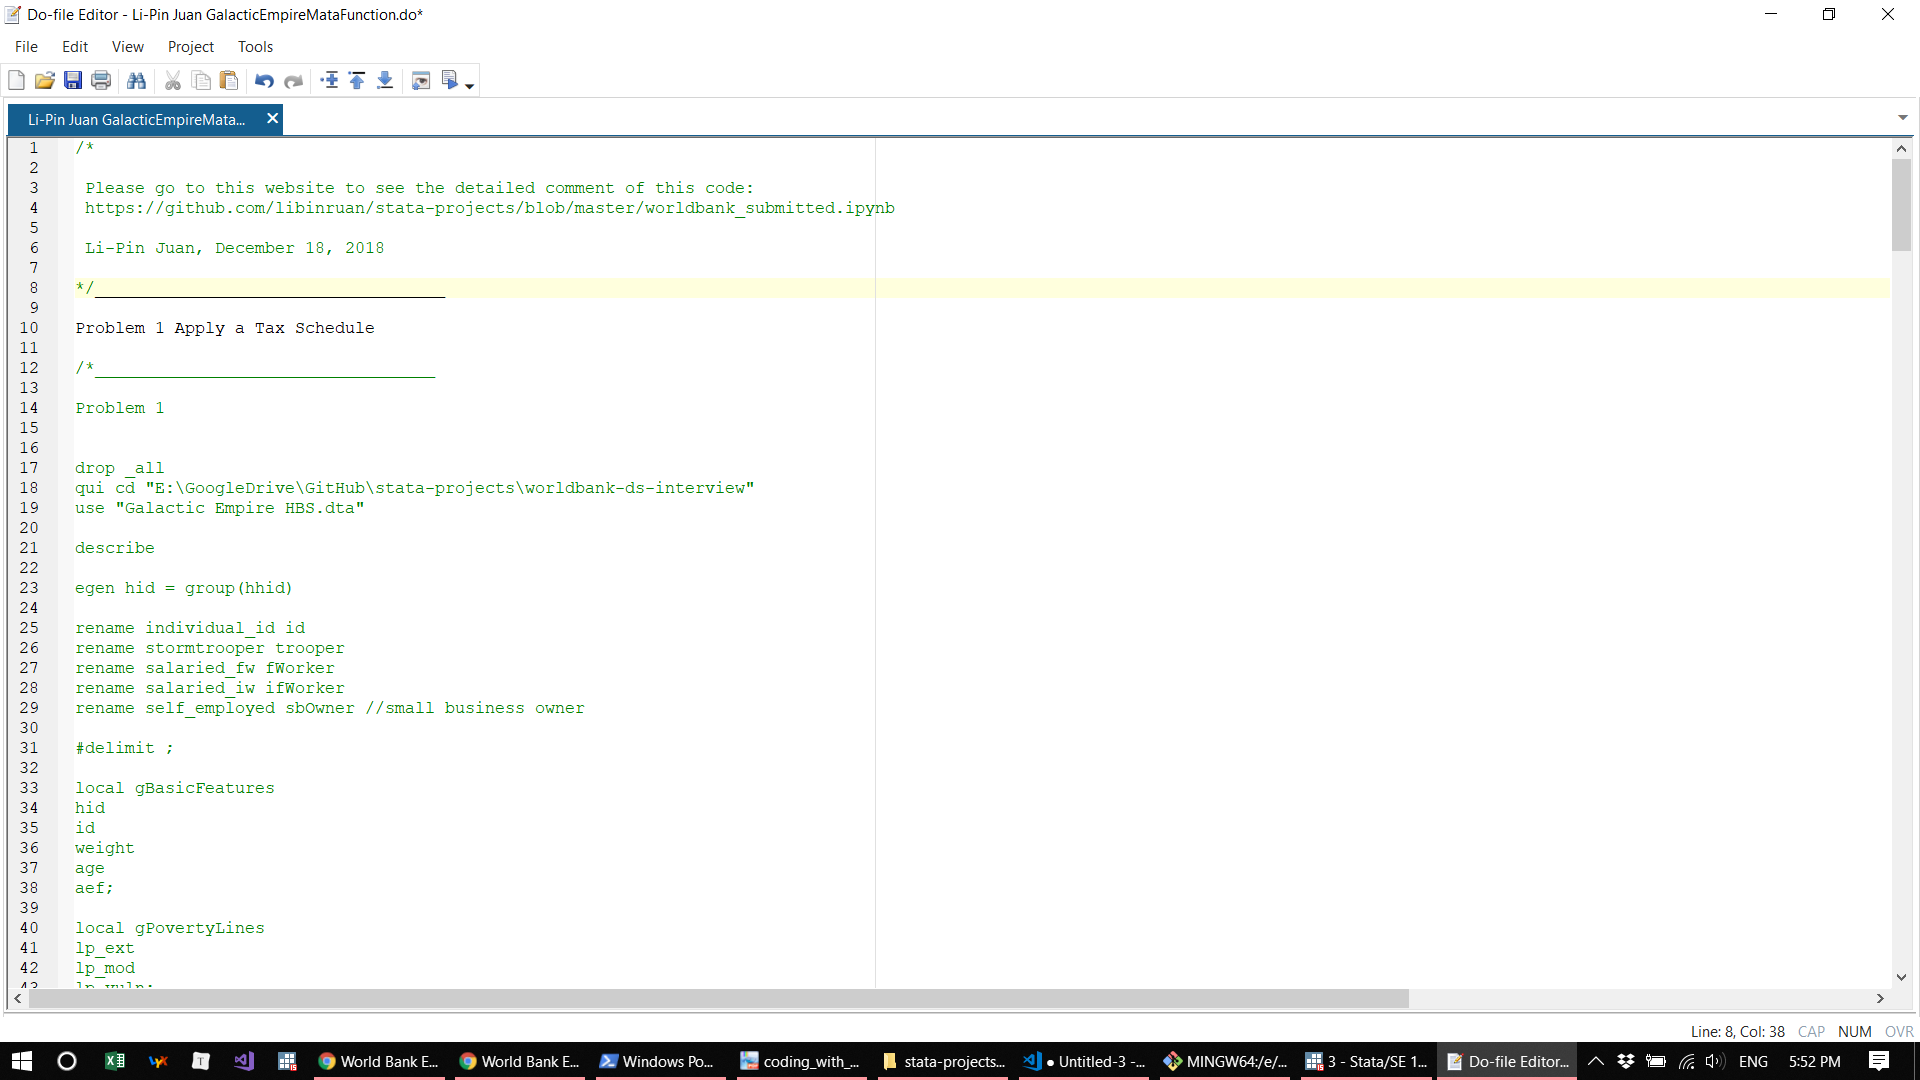 Do-file Editor - Li-Pin Juan GalacticEmpireMataFunction.do*
File Edit View Project Tools
Li-Pin Juan GalacticEmpireMata...
1 /*
2
3 Please go to this website to see the detailed comment of this code:
4 https://github.com/libinruan/stata-projects/blob/master/worldbank_submitted.ipynb
5
6 Li-Pin Juan, December 18, 2018
7
8 */___________________________________
9
10 Problem 1 Apply a Tax Schedule
11
12 /*__________________________________
13
14 Problem 1
15
16
17 drop _all
18 qui cd "E:\GoogleDrive\GitHub\stata-projects\worldbank-ds-interview"
19 use "Galactic Empire HBS.dta"
20
21 describe
22
23 egen hid = group(hhid)
24
25 rename individual_id id
26 rename stormtrooper trooper
27 rename salaried_fw fWorker
28 rename salaried_iw ifWorker
29 rename self_employed sbOwner //small business owner
30
31 #delimit ;
32
33 local gBasicFeatures
34 hid
35 id
36 weight
37 age
38 aef;
39
40 local gPovertyLines
41 lp_ext
42 lp_mod
43 lp_vuln;
Line: 8, Col: 38 CAP NUM OVR
World Bank E... World Bank E... Windows Po... coding_with_... stata-projects... • Untitled-3 -... MINGW64:/e/... 3 - Stata/SE 1... Do-file Editor... ENG 5:52 PM